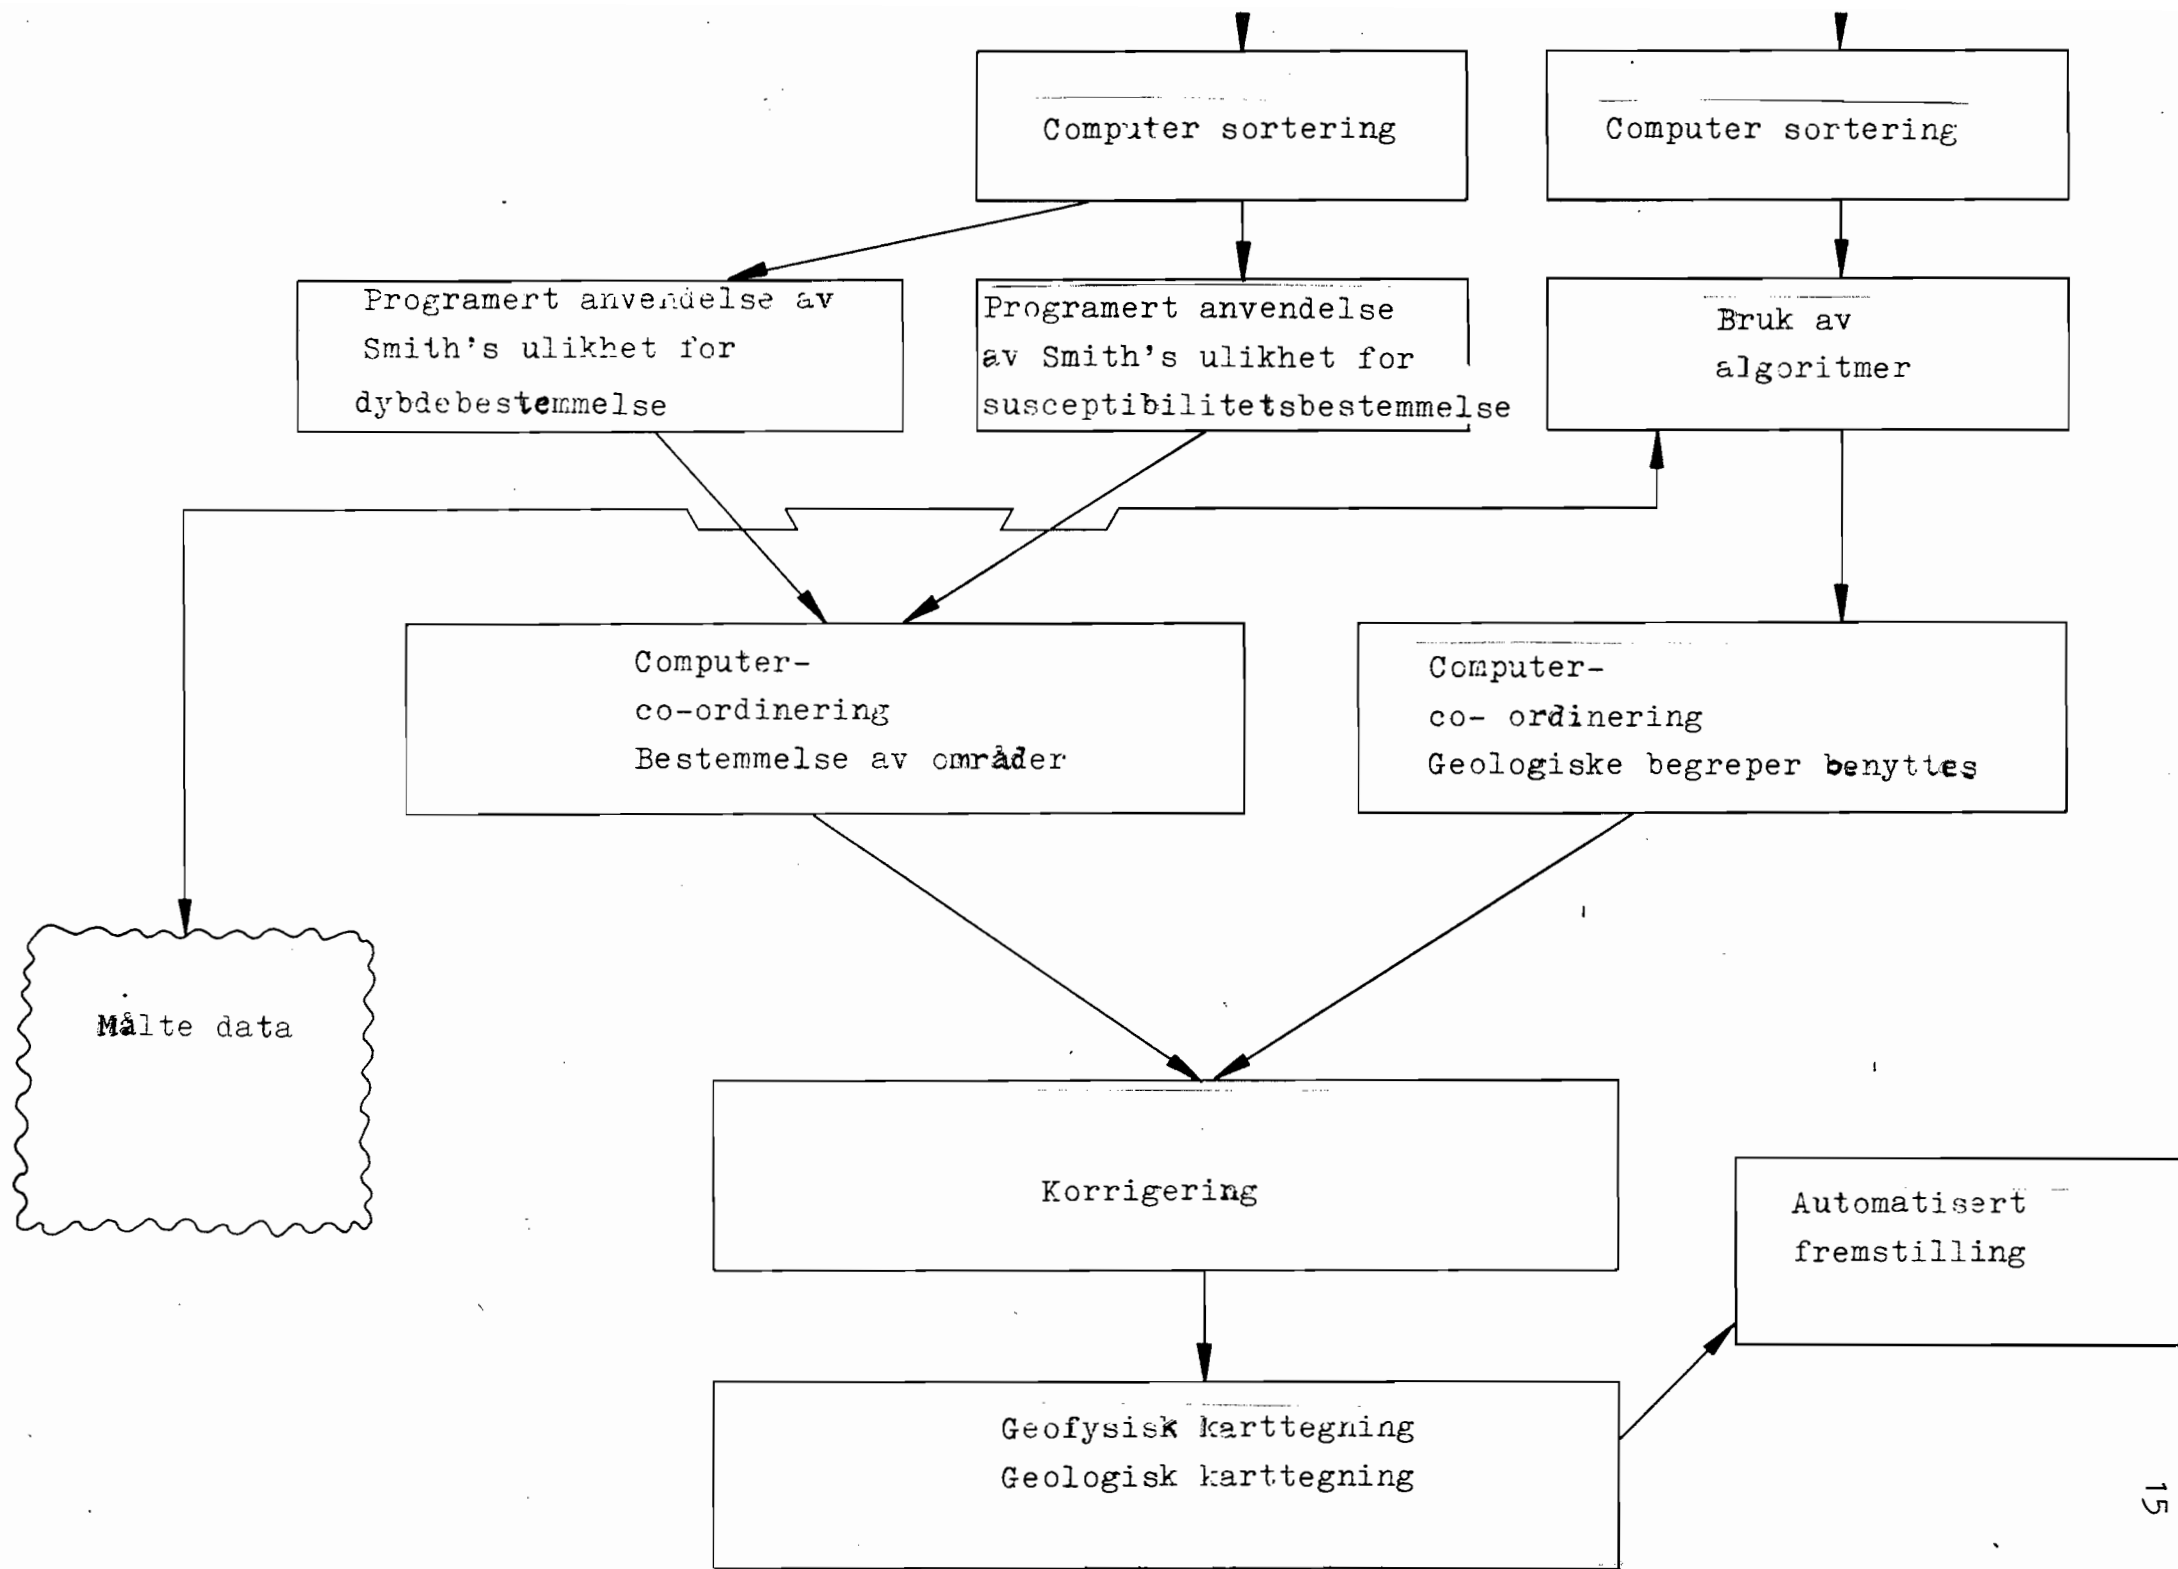 Computer sortering
Computer sortering
Programert anvendelse av
Smith's ulikhet for
dybdebestemmelse
Programert anvendelse
av Smith's ulikhet for
susceptibilitetsbestemmelse
Bruk av
algoritmer
Computer-
co-ordinering
Bestemmelse av områder
Computer-
co- ordinering
Geologiske begreper benyttes
Målte data
Korrigering
Automatisert
fremstilling
Geofysisk karttegning
Geologisk karttegning
15